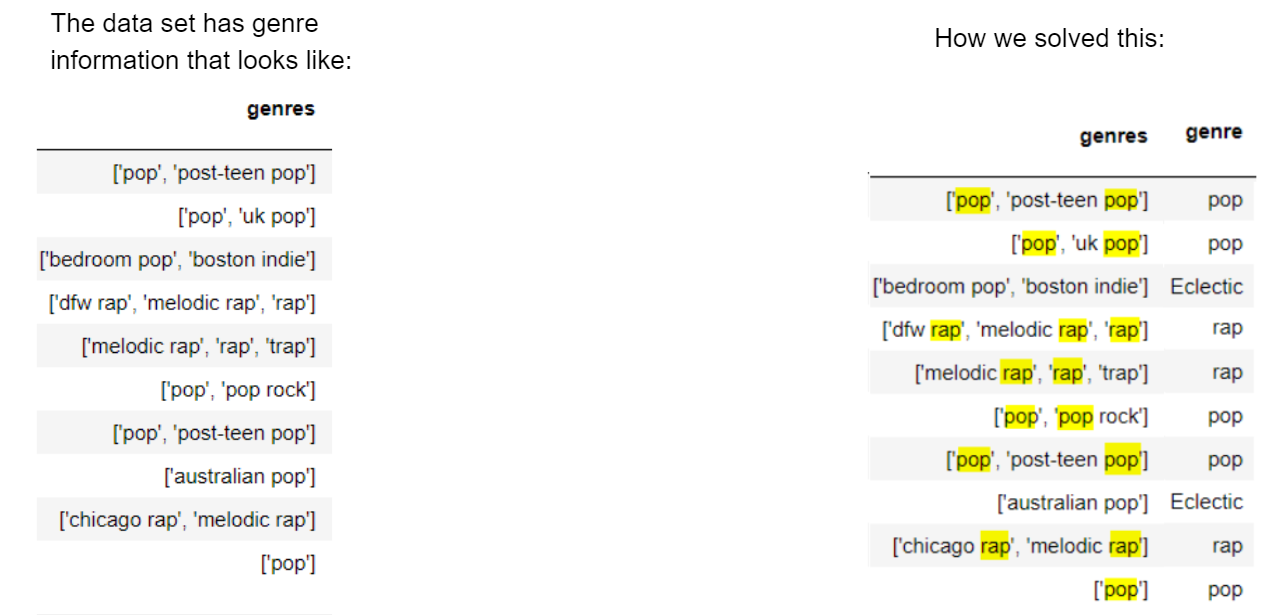 The data set has genre
information that looks like:
genres
['pop', 'post-teen pop']
['pop', 'uk pop']
['bedroom pop', 'boston indie']
['dfw rap', 'melodic rap', 'rap']
['melodic rap', 'rap', 'trap']
['pop', 'pop rock']
['pop', 'post-teen pop']
['australian pop']
['chicago rap', 'melodic rap']
['pop']
How we solved this:
genres genre
['pop', 'post-teen pop'] pop
['pop', 'uk pop'] pop
['bedroom pop', 'boston indie'] Eclectic
['dfw rap', 'melodic rap', 'rap'] rap
['melodic rap', 'rap', 'trap'] rap
['pop', 'pop rock'] pop
['pop', 'post-teen pop'] pop
['australian pop'] Eclectic
['chicago rap', 'melodic rap'] rap
['pop'] pop